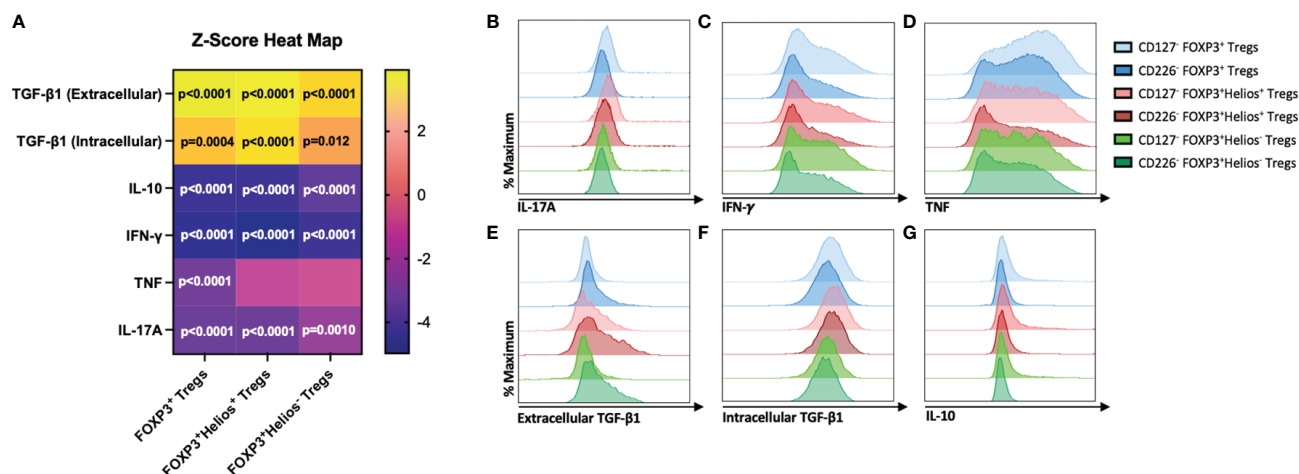 A
Z-Score Heat Map
TGF-β1 (Extracellular)
p<0.0001 p<0.0001 p<0.0001
TGF-β1 (Intracellular)
p=0.0004 p<0.0001 p=0.012
IL-10
p<0.0001 p<0.0001 p<0.0001
IFN-γ
p<0.0001 p<0.0001 p<0.0001
TNF
p<0.0001
IL-17A
p<0.0001 p<0.0001 p=0.0010
FOXP3⁺ Tregs
FOXP3⁺Helios⁺ Tregs
FOXP3⁺Helios⁻ Tregs
2
0
-2
-4
B
% Maximum
IL-17A
C
IFN-γ
D
TNF
CD127⁻ FOXP3⁺ Tregs
CD226⁻ FOXP3⁺ Tregs
CD127⁻ FOXP3⁺Helios⁺ Tregs
CD226⁻ FOXP3⁺Helios⁺ Tregs
CD127⁻ FOXP3⁺Helios⁻ Tregs
CD226⁻ FOXP3⁺Helios⁻ Tregs
E
% Maximum
Extracellular TGF-β1
F
Intracellular TGF-β1
G
IL-10